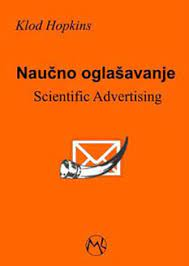 Klod Hopkins
Naučno oglašavanje
Scientific Advertising